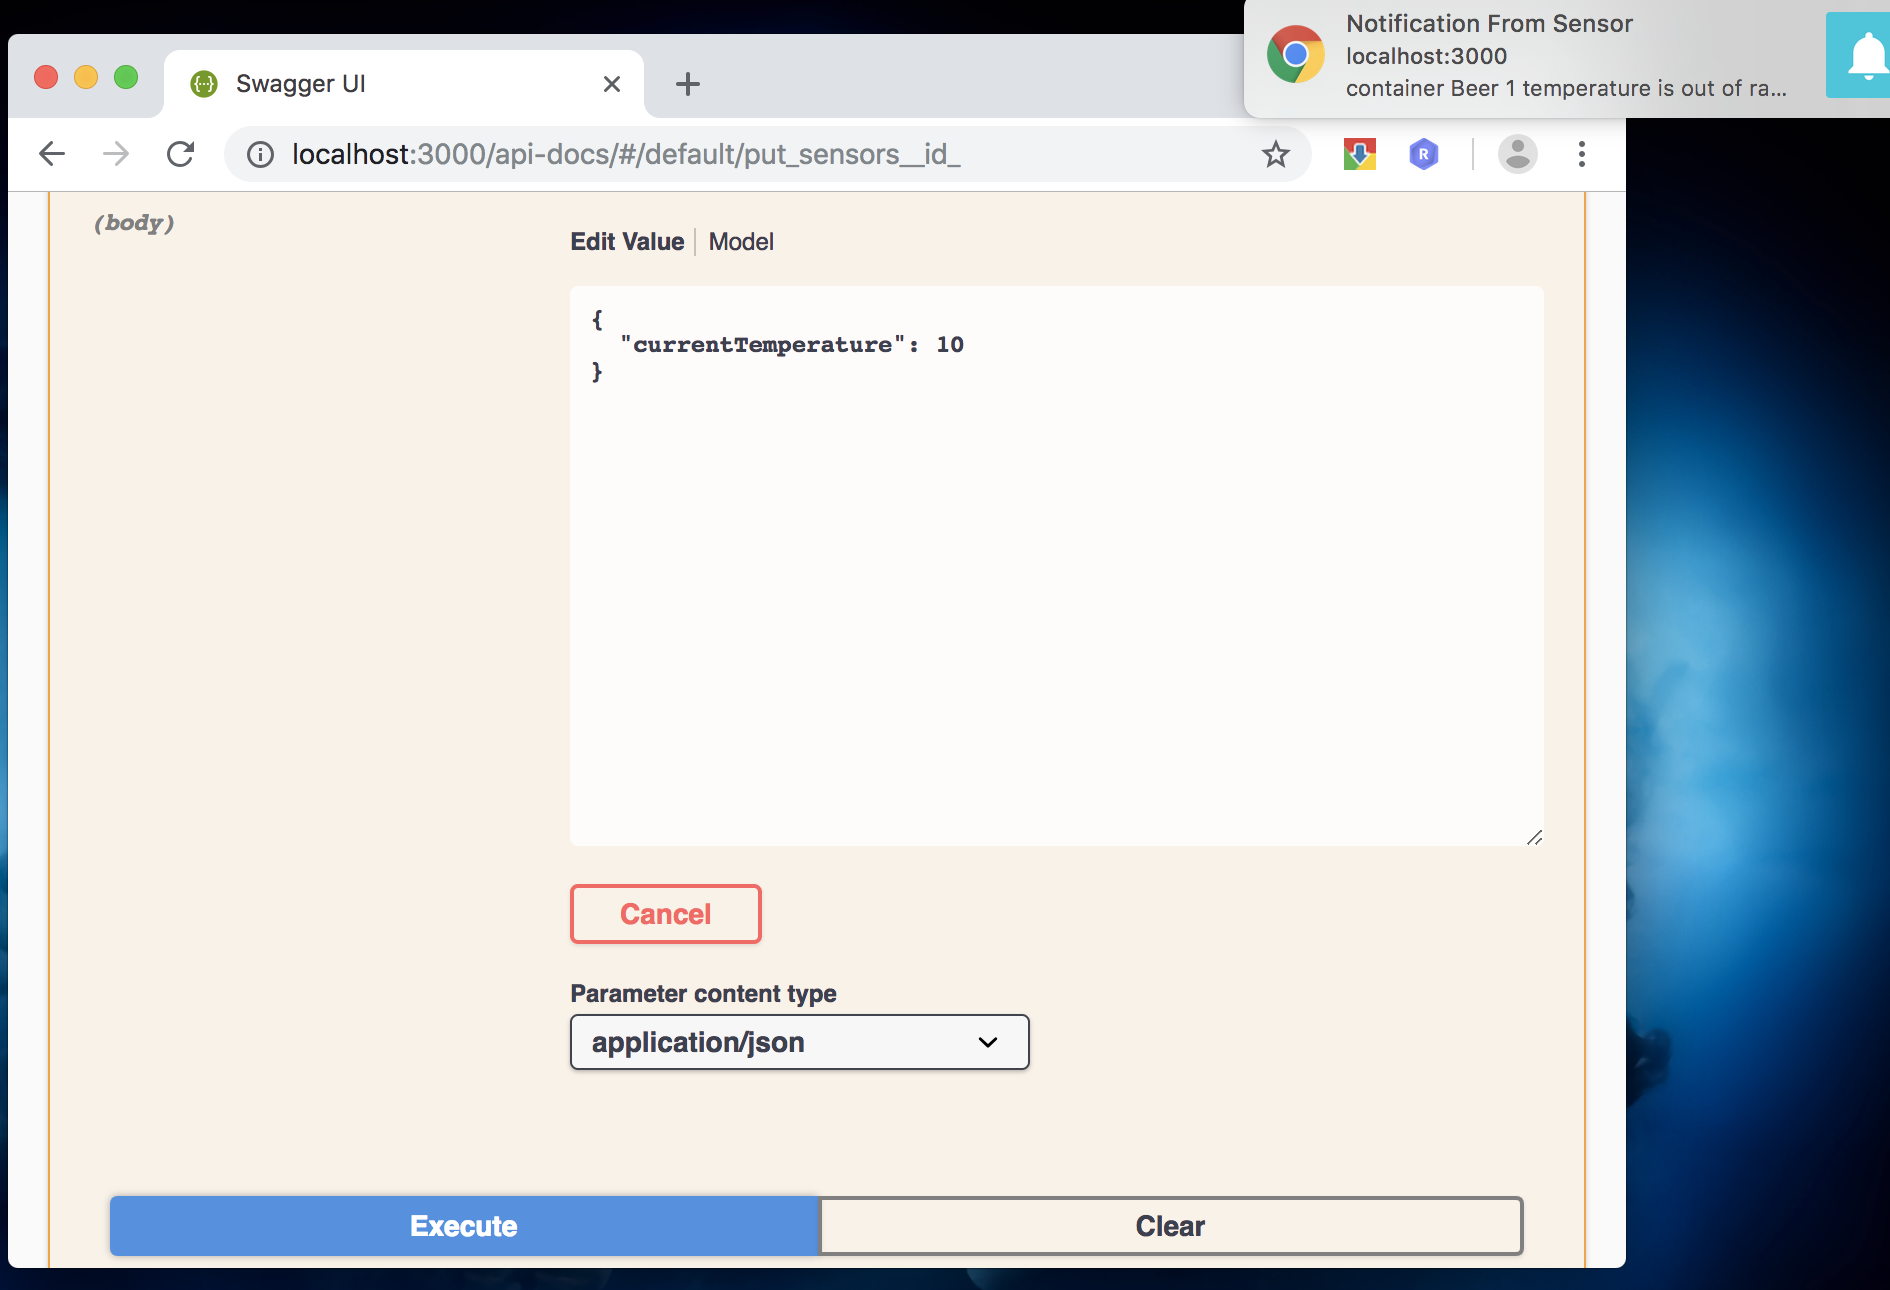 Notification From Sensor
localhost:3000
container Beer 1 temperature is out of ra...
Swagger UI
localhost:3000/api-docs/#/default/put_sensors__id_
R
(body)
Edit Value
Model
{
"currentTemperature": 10
}
Cancel
Parameter content type
application/json
Execute
Clear